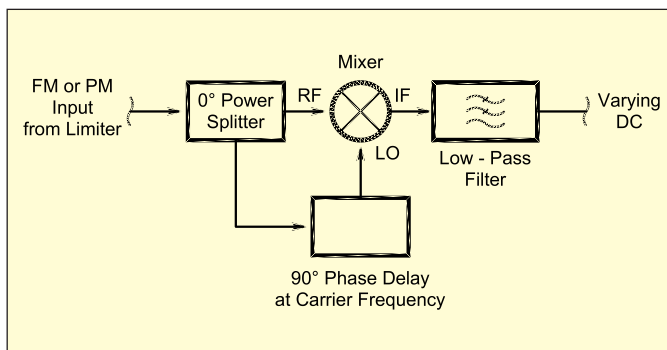 Mixer
FM or PM
Input
from Limiter
0° Power
Splitter
RF
IF
LO
Varying
DC
Low - Pass
Filter
90° Phase Delay
at Carrier Frequency